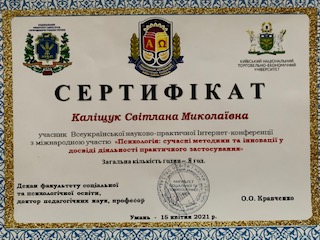 КИЇВСЬКИЙ НАЦІОНАЛЬНИЙ
ТОРГОВЕЛЬНО-ЕКОНОМІЧНИЙ
УНІВЕРСИТЕТ
СЕРТИФІКАТ
Каліщук Світлана Миколаївна
учасник Всеукраїнської науково-практичної Інтернет-конференції
з міжнародною участю «Психологія: сучасні методики та інновації у
досвіді діяльності практичного застосування»
Загальна кількість годин – 8 год.
Декан факультету соціальної
та психологічної освіти,
доктор педагогічних наук, професор
О.О. Кравченко
Умань - 15 квітня 2021 р.